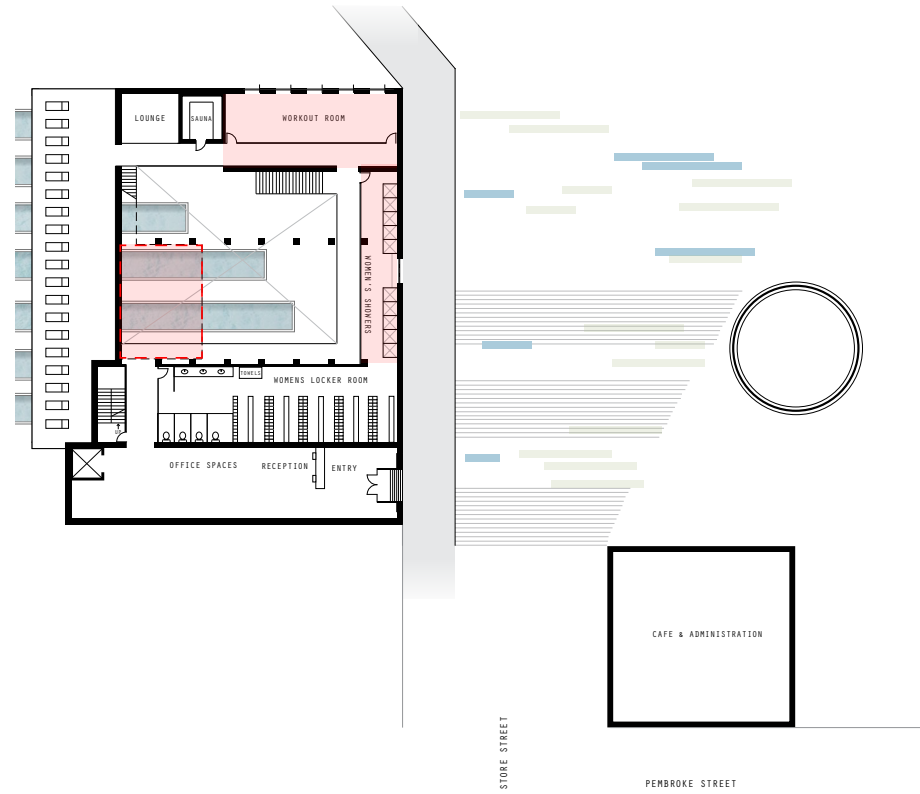 LOUNGE
SAUNA
WORKOUT ROOM
WOMEN'S SHOWERS
TOWELS
WOMENS LOCKER ROOM
UP
OFFICE SPACES
RECEPTION
ENTRY
CAFE & ADMINISTRATION
STORE STREET
PEMBROKE STREET